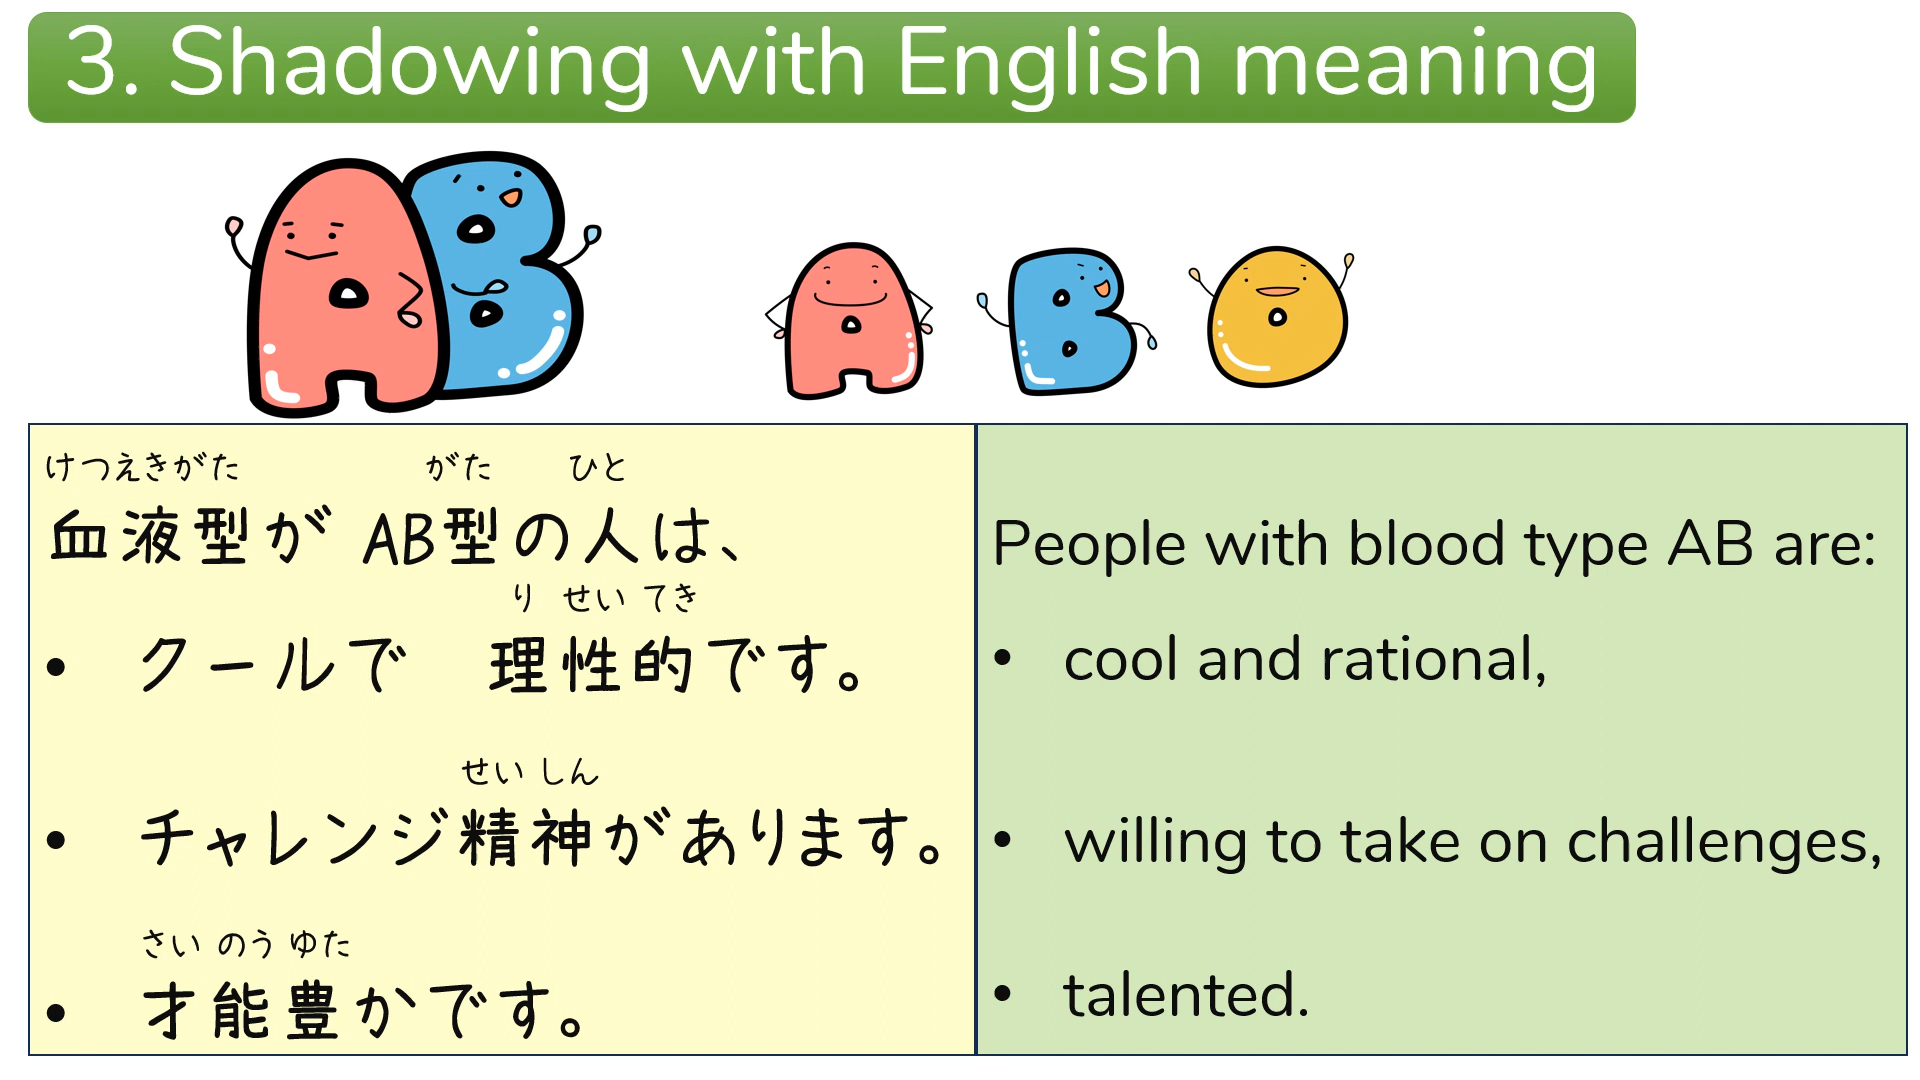 3. Shadowing with English meaning
けつえきがた がた ひと
血液型が AB型の人は、
り せい てき
• クールで 理性的です。
せい しん
• チャレンジ精神があります。
さい のう ゆた
• 才能豊かです。
People with blood type AB are:
• cool and rational,
• willing to take on challenges,
• talented.